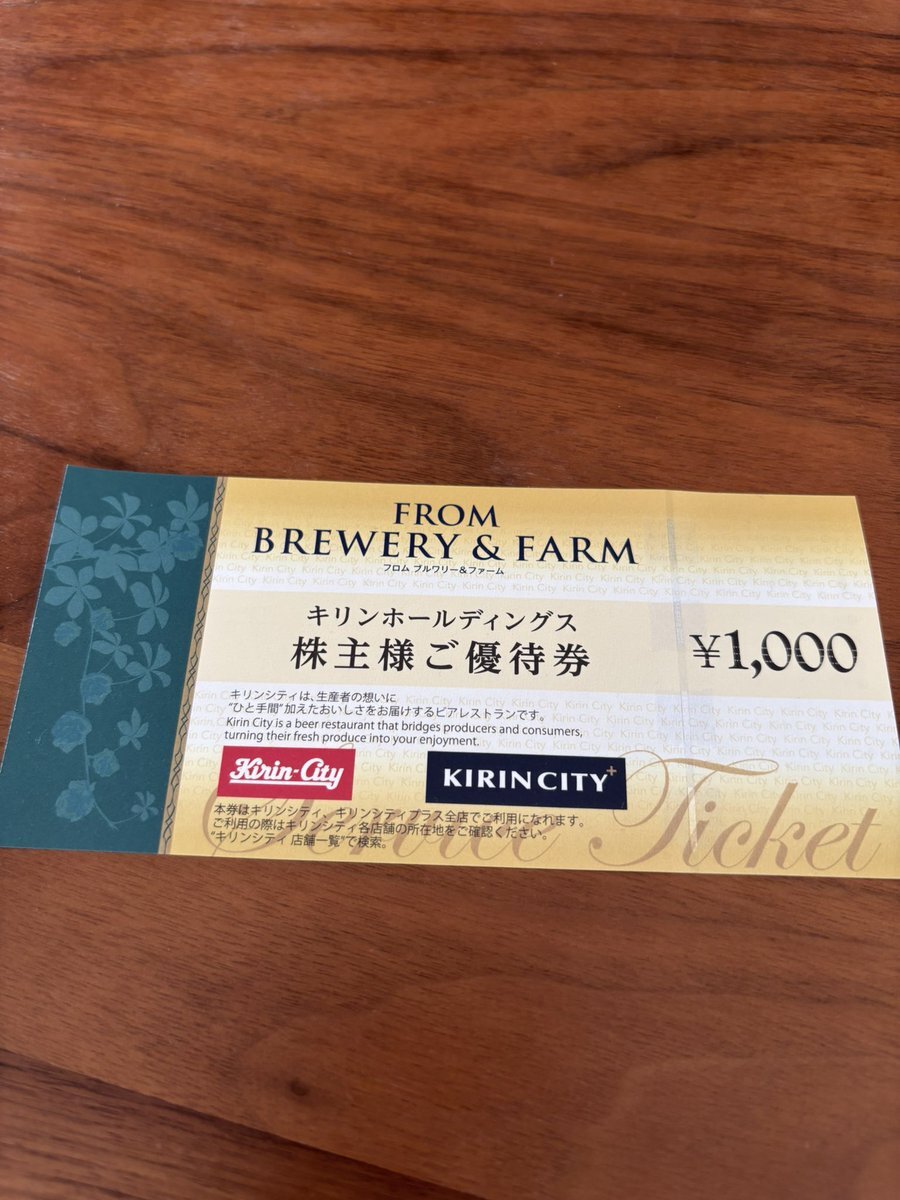 FROM
BREWERY & FARM
フロム ブルワリー&ファーム
キリンホールディングス
株主様ご優待券
¥1,000
キリンシティは、生産者の想いに
"ひと手間"加えたおいしさをお届けするビアレストランです。
Kirin City is a beer restaurant that bridges producers and consumers,
turning their fresh produce into your enjoyment.
Kirin-City
KIRINCITY+
本券はキリンシティ、キリンシティプラス全店でご利用になれます。
ご利用の際はキリンシティ各店舗の所在地をご確認ください。
"キリンシティ 店舗一覧"で検索。
Service Ticket